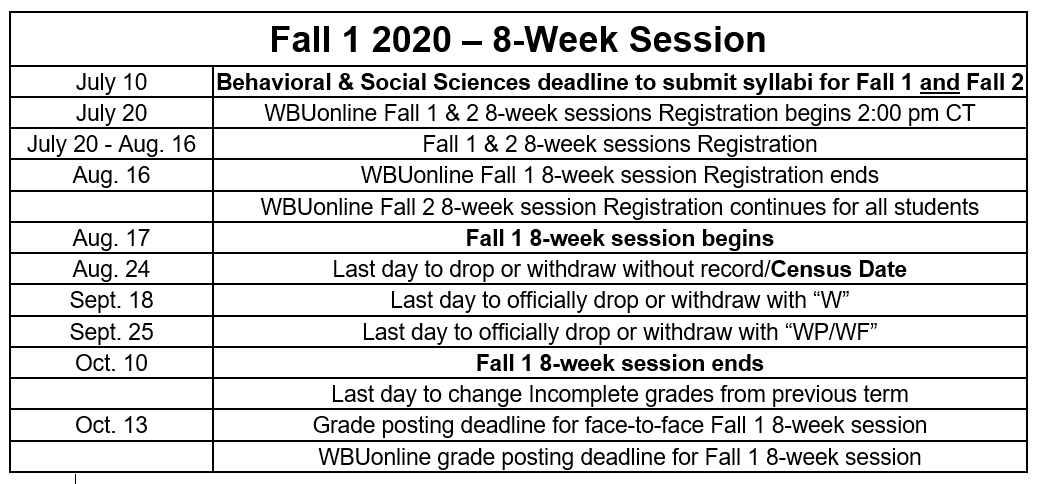 Fall 1 2020 – 8-Week Session
July 10 Behavioral & Social Sciences deadline to submit syllabi for Fall 1 and Fall 2
July 20 WBUonline Fall 1 & 2 8-week sessions Registration begins 2:00 pm CT
July 20 - Aug. 16 Fall 1 & 2 8-week sessions Registration
Aug. 16 WBUonline Fall 1 8-week session Registration ends
WBUonline Fall 2 8-week session Registration continues for all students
Aug. 17 Fall 1 8-week session begins
Aug. 24 Last day to drop or withdraw without record/Census Date
Sept. 18 Last day to officially drop or withdraw with “W”
Sept. 25 Last day to officially drop or withdraw with “WP/WF”
Oct. 10 Fall 1 8-week session ends
Last day to change Incomplete grades from previous term
Oct. 13 Grade posting deadline for face-to-face Fall 1 8-week session
WBUonline grade posting deadline for Fall 1 8-week session